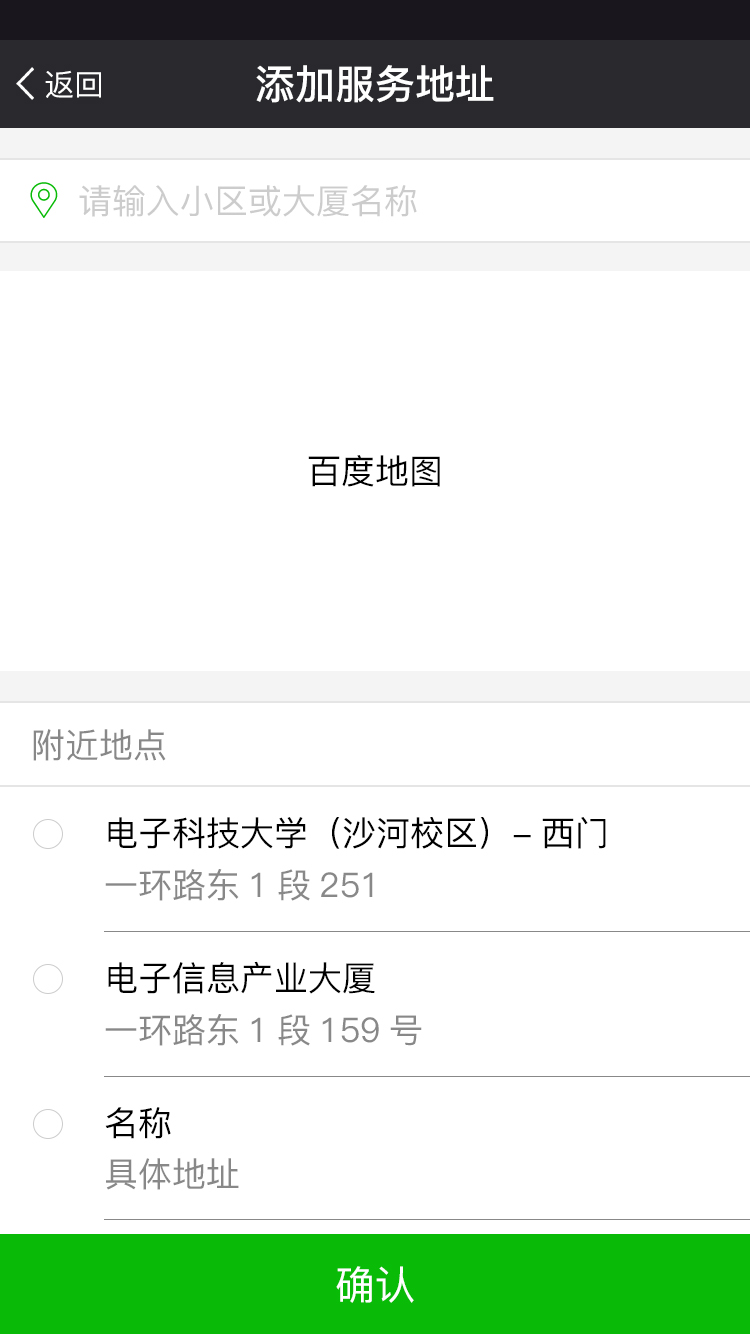 返回
添加服务地址
请输入小区或大厦名称
百度地图
附近地点
电子科技大学（沙河校区）– 西门
一环路东 1 段 251
电子信息产业大厦
一环路东 1 段 159 号
名称
具体地址
确认